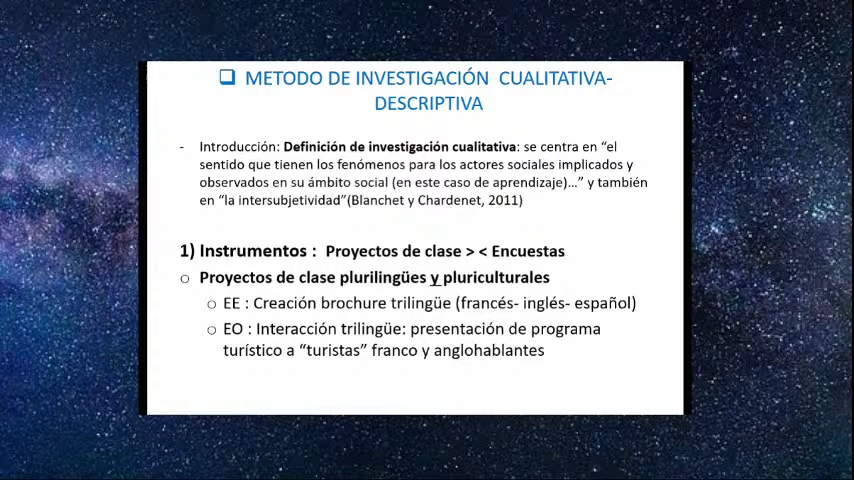 ❑ METODO DE INVESTIGACIÓN CUALITATIVA-
DESCRIPTIVA
- Introducción: Definición de investigación cualitativa: se centra en “el
sentido que tienen los fenómenos para los actores sociales implicados y
observados en su ámbito social (en este caso de aprendizaje)…” y también
en “la intersubjetividad”(Blanchet y Chardenet, 2011)
1) Instrumentos : Proyectos de clase > < Encuestas
○ Proyectos de clase plurilingües y pluriculturales
○ EE : Creación brochure trilingüe (francés- inglés- español)
○ EO : Interacción trilingüe: presentación de programa
turístico a “turistas” franco y anglohablantes